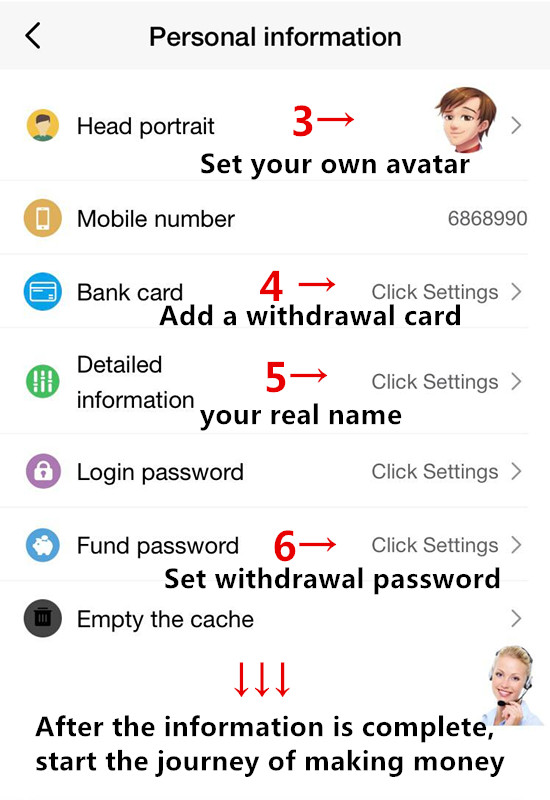 Personal information
Head portrait
3→
Set your own avatar
Mobile number
6868990
Bank card
4 →
Click Settings
Add a withdrawal card
Detailed
information
5→
Click Settings
your real name
Login password
Click Settings
Fund password
6→
Click Settings
Set withdrawal password
Empty the cache
↓↓↓
After the information is complete,
start the journey of making money